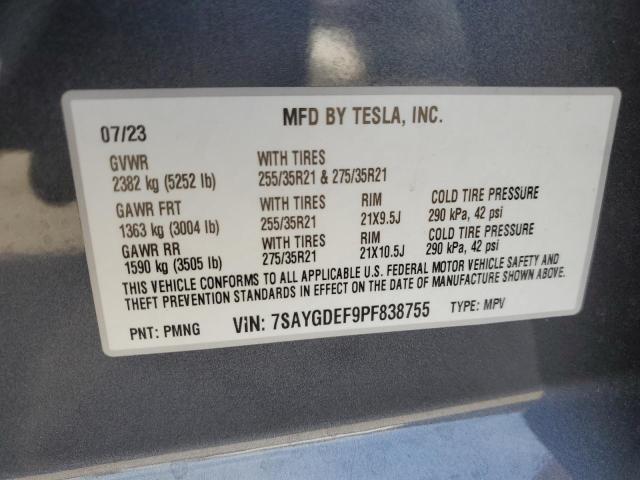 MFD BY TESLA, INC.
07/23
GVWR WITH TIRES
2382 kg (5252 lb) 255/35R21 & 275/35R21
GAWR FRT WITH TIRES RIM COLD TIRE PRESSURE
1363 kg (3004 lb) 255/35R21 21X9.5J 290 kPa, 42 psi
GAWR RR WITH TIRES RIM COLD TIRE PRESSURE
1590 kg (3505 lb) 275/35R21 21X10.5J 290 kPa, 42 psi
THIS VEHICLE CONFORMS TO ALL APPLICABLE U.S. FEDERAL MOTOR VEHICLE SAFETY AND
THEFT PREVENTION STANDARDS IN EFFECT ON THE DATE OF MANUFACTURE SHOWN ABOVE.
PNT: PMNG VIN: 7SAYGDEF9PF838755 TYPE: MPV